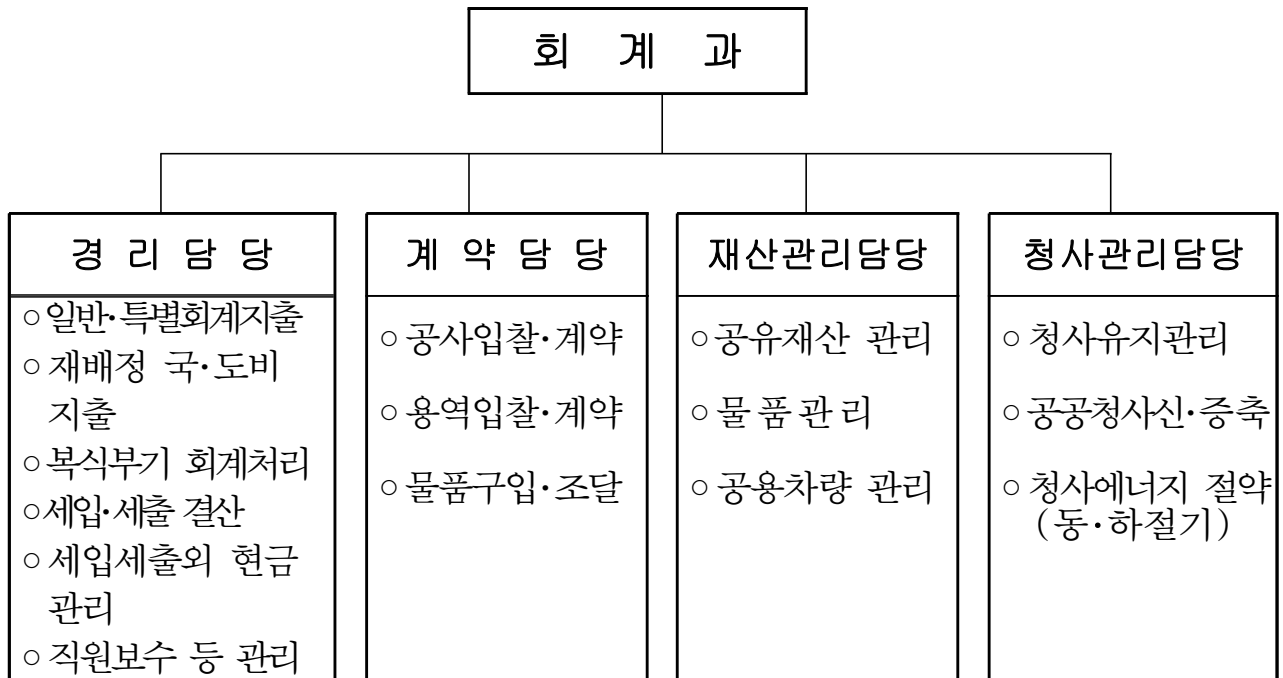 회 계 과
경 리 담 당
○일반·특별회계지출
○재배정 국·도비
지출
○복식부기 회계처리
○세입·세출 결산
○세입세출외 현금
관리
○직원보수 등 관리
계 약 담 당
○공사입찰·계약
○용역입찰·계약
○물품구입·조달
재산관리담당
○공유재산 관리
○물품관리
○공용차량 관리
청사관리담당
○청사유지관리
○공공청사신·증축
○청사에너지 절약
(동·하절기)